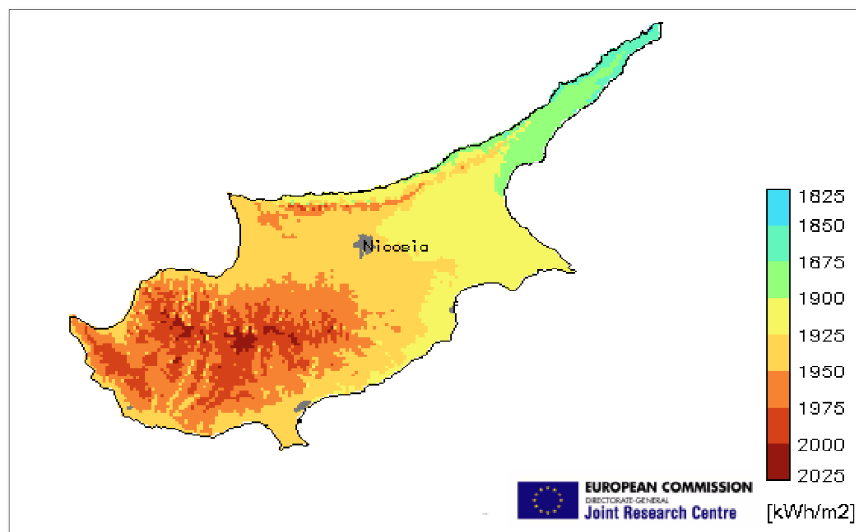 Nicosia
1825
1850
1875
1900
1925
1950
1975
2000
2025
[kWh/m2]
EUROPEAN COMMISSION
DIRECTORATE-GENERAL
Joint Research Centre